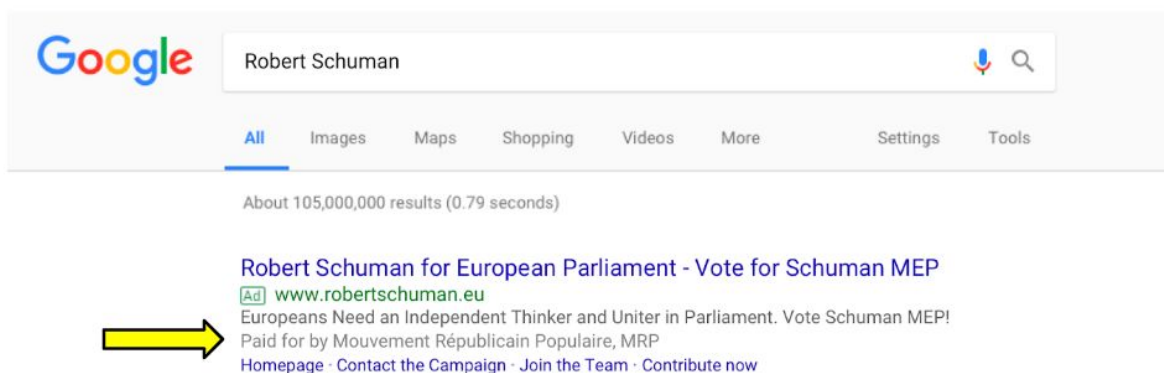 Google Robert Schuman
All Images Maps Shopping Videos More Settings Tools
About 105,000,000 results (0.79 seconds)
Robert Schuman for European Parliament - Vote for Schuman MEP
Ad www.robertschuman.eu
Europeans Need an Independent Thinker and Uniter in Parliament. Vote Schuman MEP!
Paid for by Mouvement Républicain Populaire, MRP
Homepage · Contact the Campaign · Join the Team · Contribute now